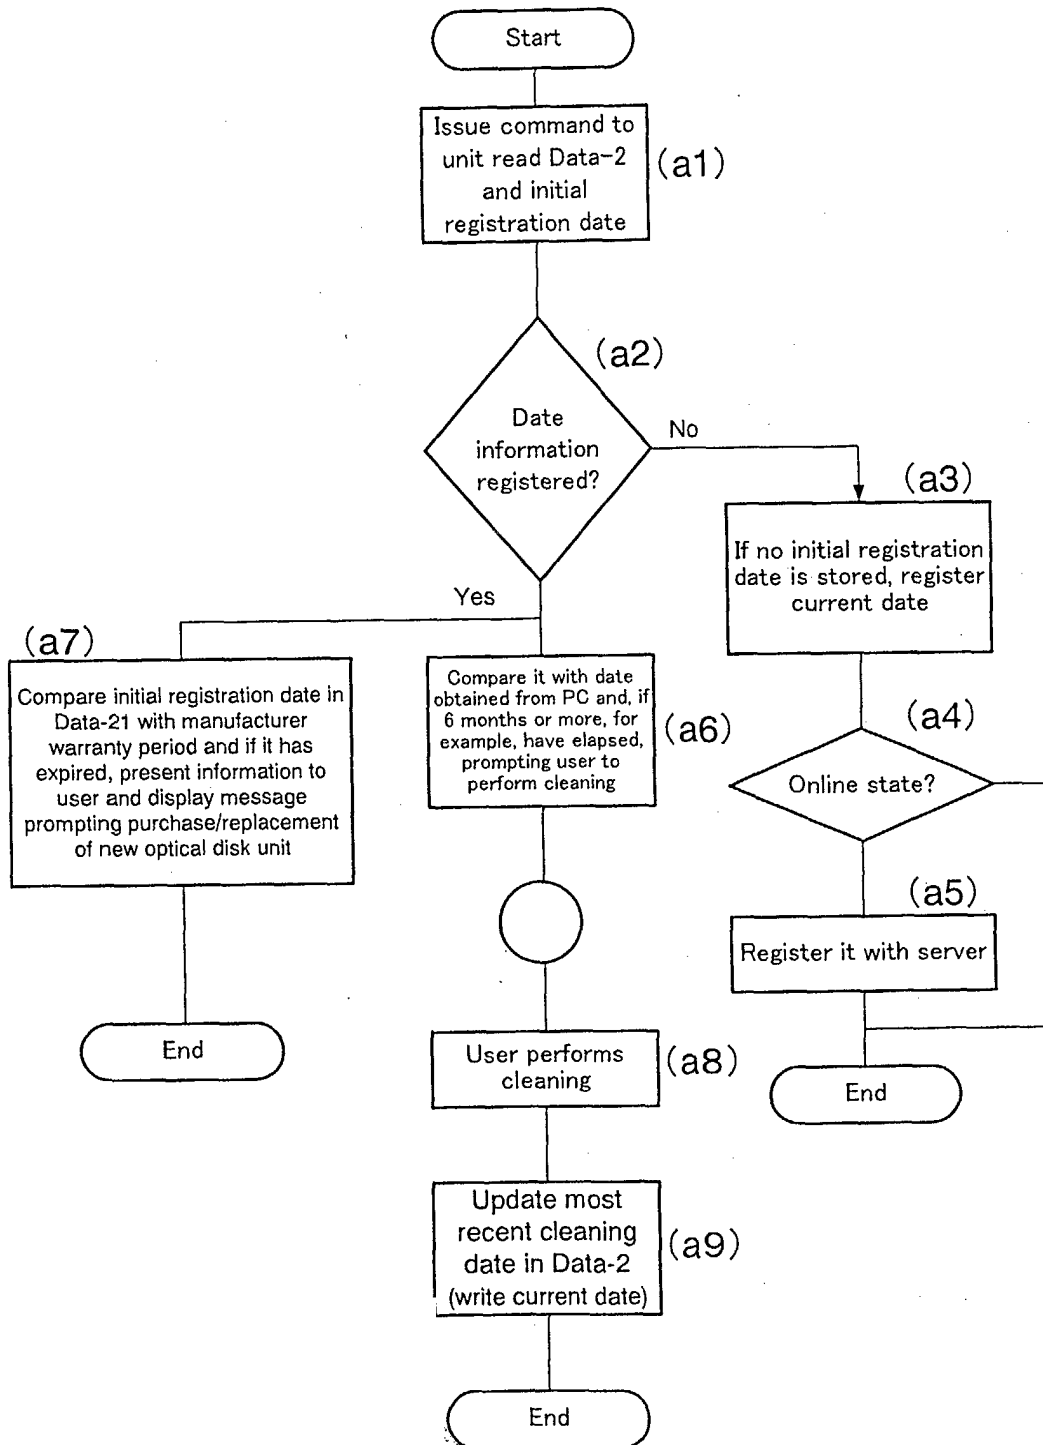 Start
Issue command to
unit read Data-2
and initial
registration date
(a1)
(a2)
Date
information
registered?
No
Yes
(a3)
If no initial registration
date is stored, register
current date
(a4)
Online state?
(a5)
Register it with server
End
(a7)
Compare initial registration date in
Data-21 with manufacturer
warranty period and if it has
expired, present information to
user and display message
prompting purchase/replacement
of new optical disk unit
End
Compare it with date
obtained from PC and, if
6 months or more, for
example, have elapsed,
prompting user to
perform cleaning
(a6)
User performs
cleaning
(a8)
Update most
recent cleaning
date in Data-2
(write current date)
(a9)
End